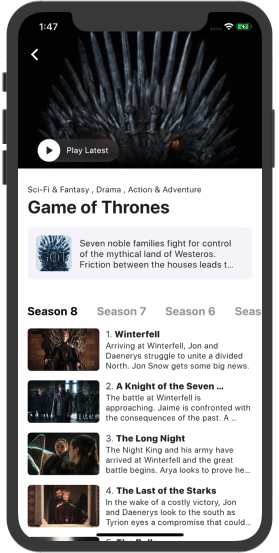 1:47
Play Latest
Sci-Fi & Fantasy , Drama , Action & Adventure
Game of Thrones
Seven noble families fight for control
of the mythical land of Westeros.
Friction between the houses leads t...
Season 8 Season 7 Season 6 Seas
1. Winterfell
Arriving at Winterfell, Jon and
Daenerys struggle to unite a divided
North. Jon Snow gets some big news.
2. A Knight of the Seven ...
The battle at Winterfell is
approaching. Jaime is confronted with
the consequences of the past. A ...
3. The Long Night
The Night King and his army have
arrived at Winterfell and the great
battle begins. Arya looks to prove he...
4. The Last of the Starks
In the wake of a costly victory, Jon
and Daenerys look to the south as
Tyrion eyes a compromise that could...